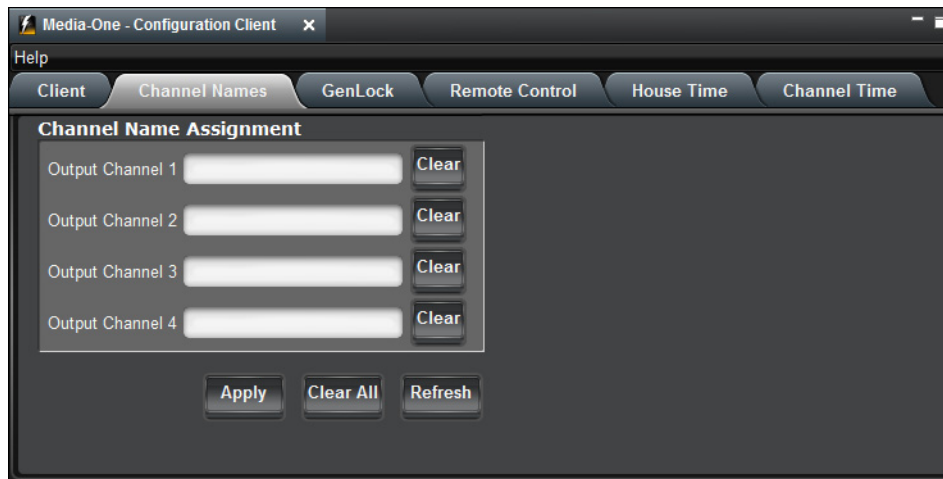 Media-One - Configuration Client
Help
Client Channel Names GenLock Remote Control House Time Channel Time
Channel Name Assignment
Output Channel 1 Clear
Output Channel 2 Clear
Output Channel 3 Clear
Output Channel 4 Clear
Apply Clear All Refresh